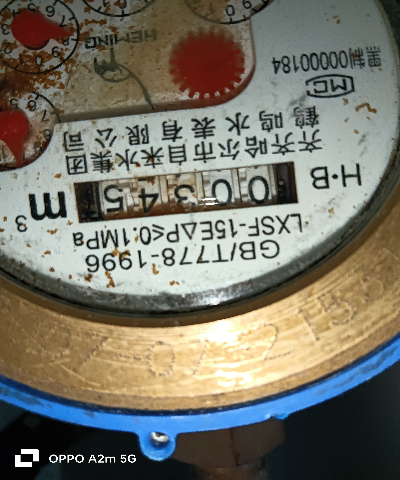 GB/T778-1996
LXSF-15E△P≤0.1MPa
H·B 00345 m³
齐齐哈尔市自来水集团
鹤鸣水表有限公司
MC
黑制00000184
HEMING
OPPO A2m 5G